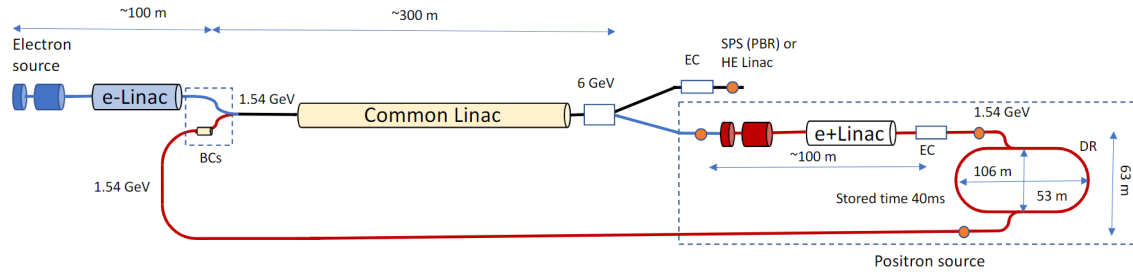 ~100 m
~300 m
Electron
source
e-Linac
1.54 GeV
Common Linac
6 GeV
EC
SPS (PBR) or
HE Linac
BCs
1.54 GeV
e+Linac
EC
1.54 GeV
DR
~100 m
106 m
53 m
63 m
Stored time 40ms
Positron source